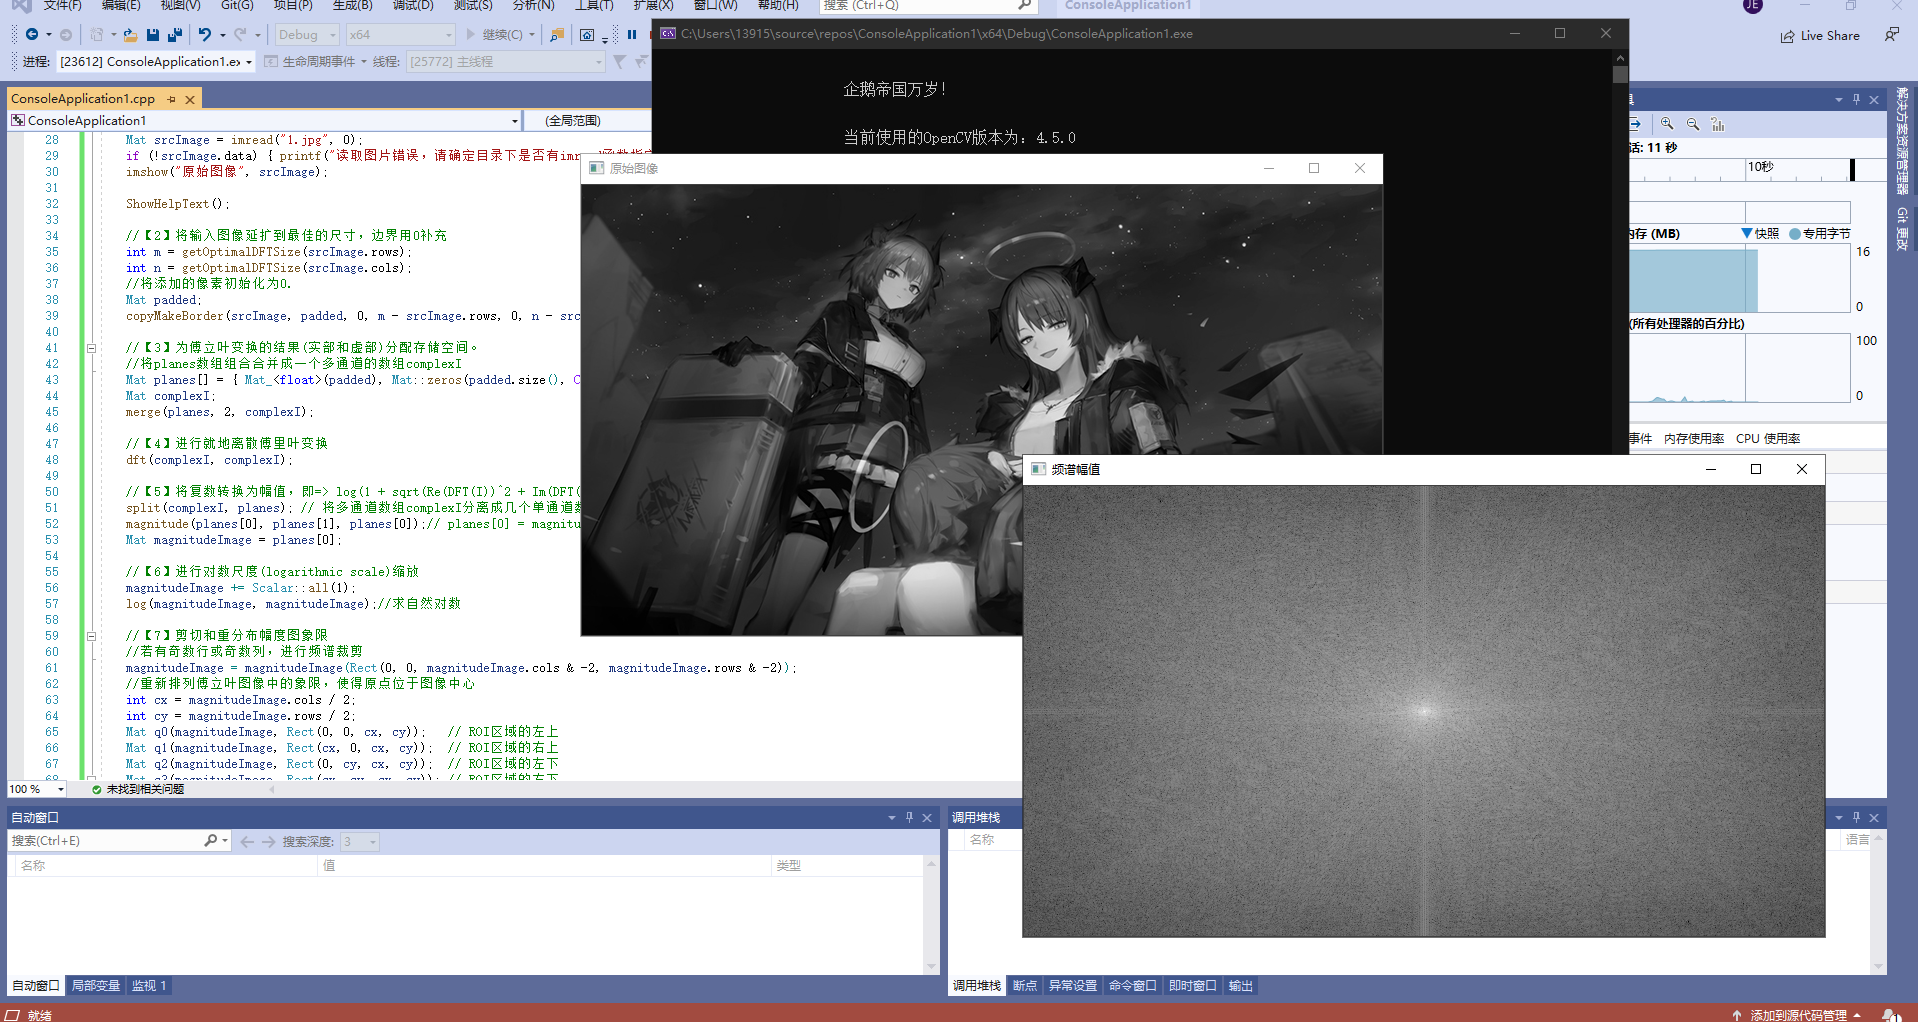 文件(F) 编辑(E) 视图(V) Git(G) 项目(P) 生成(B) 调试(D) 测试(S) 分析(N) 工具(T) 扩展(X) 窗口(W) 帮助(H) 搜索 (Ctrl+Q) ConsoleApplication1 JE
Debug x64 继续(C) Live Share
进程: [23612] ConsoleApplication1.ex 生命周期事件 线程: [25772] 主线程
C:\Users\13915\source\repos\ConsoleApplication1\x64\Debug\ConsoleApplication1.exe
企鹅帝国万岁!
当前使用的OpenCV版本为: 4.5.0
ConsoleApplication1.cpp
ConsoleApplication1 (全局范围)
28 Mat srcImage = imread("1.jpg", 0);
29 if (!srcImage.data) { printf("读取图片错误, 请确定目录下是否有imr
30 imshow("原始图像", srcImage);
31
32 ShowHelpText();
33
34 //【2】将输入图像延扩到最佳的尺寸, 边界用0补充
35 int m = getOptimalDFTSize(srcImage.rows);
36 int n = getOptimalDFTSize(srcImage.cols);
37 //将添加的像素初始化为0.
38 Mat padded;
39 copyMakeBorder(srcImage, padded, 0, m - srcImage.rows, 0, n - src
40
41 //【3】为傅立叶变换的结果(实部和虚部)分配存储空间。
42 //将planes数组组合合并成一个多通道的数组complexI
43 Mat planes[] = { Mat_<float>(padded), Mat::zeros(padded.size(), C
44 Mat complexI;
45 merge(planes, 2, complexI);
46
47 //【4】进行就地离散傅里叶变换
48 dft(complexI, complexI);
49
50 //【5】将复数转换为幅值, 即=> log(1 + sqrt(Re(DFT(I))^2 + Im(DFT(
51 split(complexI, planes); // 将多通道数组complexI分离成几个单通道数
52 magnitude(planes[0], planes[1], planes[0]);// planes[0] = magnitu
53 Mat magnitudeImage = planes[0];
54
55 //【6】进行对数尺度(logarithmic scale)缩放
56 magnitudeImage += Scalar::all(1);
57 log(magnitudeImage, magnitudeImage);//求自然对数
58
59 //【7】剪切和重分布幅度图象限
60 //若有奇数行或奇数列, 进行频谱裁剪
61 magnitudeImage = magnitudeImage(Rect(0, 0, magnitudeImage.cols & -2, magnitudeImage.rows & -2));
62 //重新排列傅立叶图像中的象限, 使得原点位于图像中心
63 int cx = magnitudeImage.cols / 2;
64 int cy = magnitudeImage.rows / 2;
65 Mat q0(magnitudeImage, Rect(0, 0, cx, cy)); // ROI区域的左上
66 Mat q1(magnitudeImage, Rect(cx, 0, cx, cy)); // ROI区域的右上
67 Mat q2(magnitudeImage, Rect(0, cy, cx, cy)); // ROI区域的左下
原始图像
频谱幅值
话: 11 秒
10秒
内存 (MB) 快照 专用字节
16
0
(所有处理器的百分比)
100
0
事件 内存使用率 CPU 使用率
解决方案资源管理器
Git 更改
100 % 未找到相关问题
自动窗口
搜索(Ctrl+E) 搜索深度: 3
名称 值 类型
自动窗口 局部变量 监视 1
调用堆栈
名称 语言
调用堆栈 断点 异常设置 命令窗口 即时窗口 输出
就绪 添加到源代码管理 1